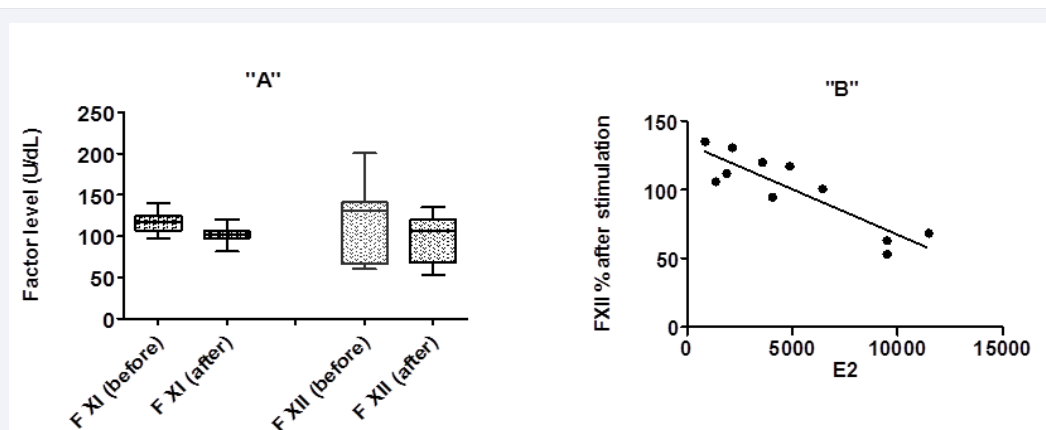 "A"
Factor level (U/dL)
250
200
150
100
50
0
F XI (before)
F XI (after)
F XII (before)
F XII (after)
"B"
FXII % after stimulation
150
100
50
0
0
5000
10000
15000
E2